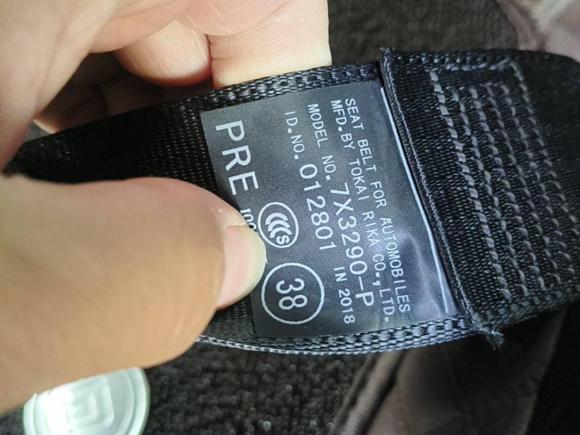 SEAT BELT FOR AUTOMOBILES
MFD.BY TOKAI RIKA CO., LTD.
MODEL NO. 7X3290-P IN 2018
ID.NO. 012801
CCC S 38
PRE